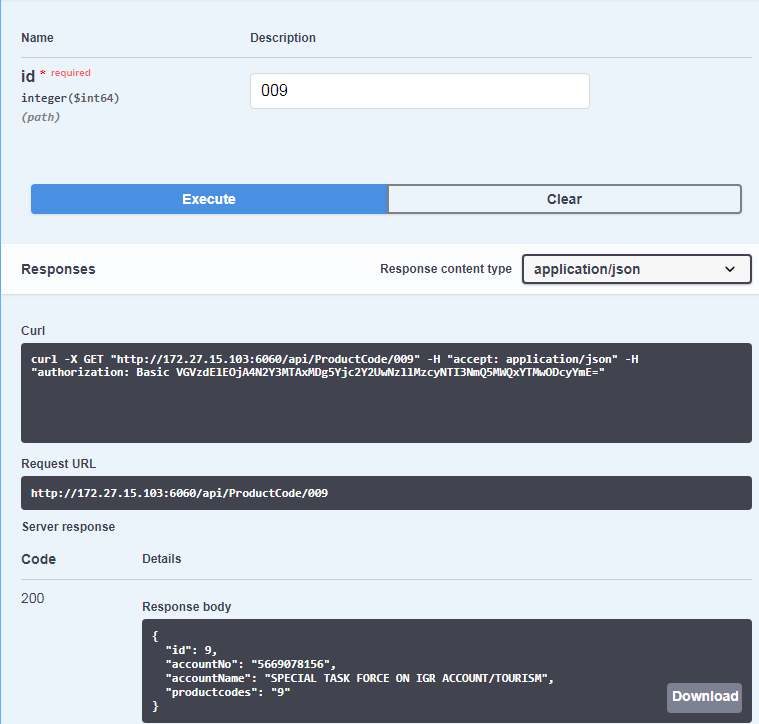 Name Description
id * required
integer($int64)
(path)
009
Execute Clear
Responses Response content type application/json
Curl
curl -X GET "http://172.27.15.103:6060/api/ProductCode/009" -H "accept: application/json" -H
"authorization: Basic VGVzdElEOjA4N2Y3MTAxMDg5Yjc2Y2UwNzllMzcyNTI3NmQ5MWQxYTMwODcyYmE="
Request URL
http://172.27.15.103:6060/api/ProductCode/009
Server response
Code Details
200
Response body
{
"id": 9,
"accountNo": "5669078156",
"accountName": "SPECIAL TASK FORCE ON IGR ACCOUNT/TOURISM",
"productcodes": "9"
}
Download